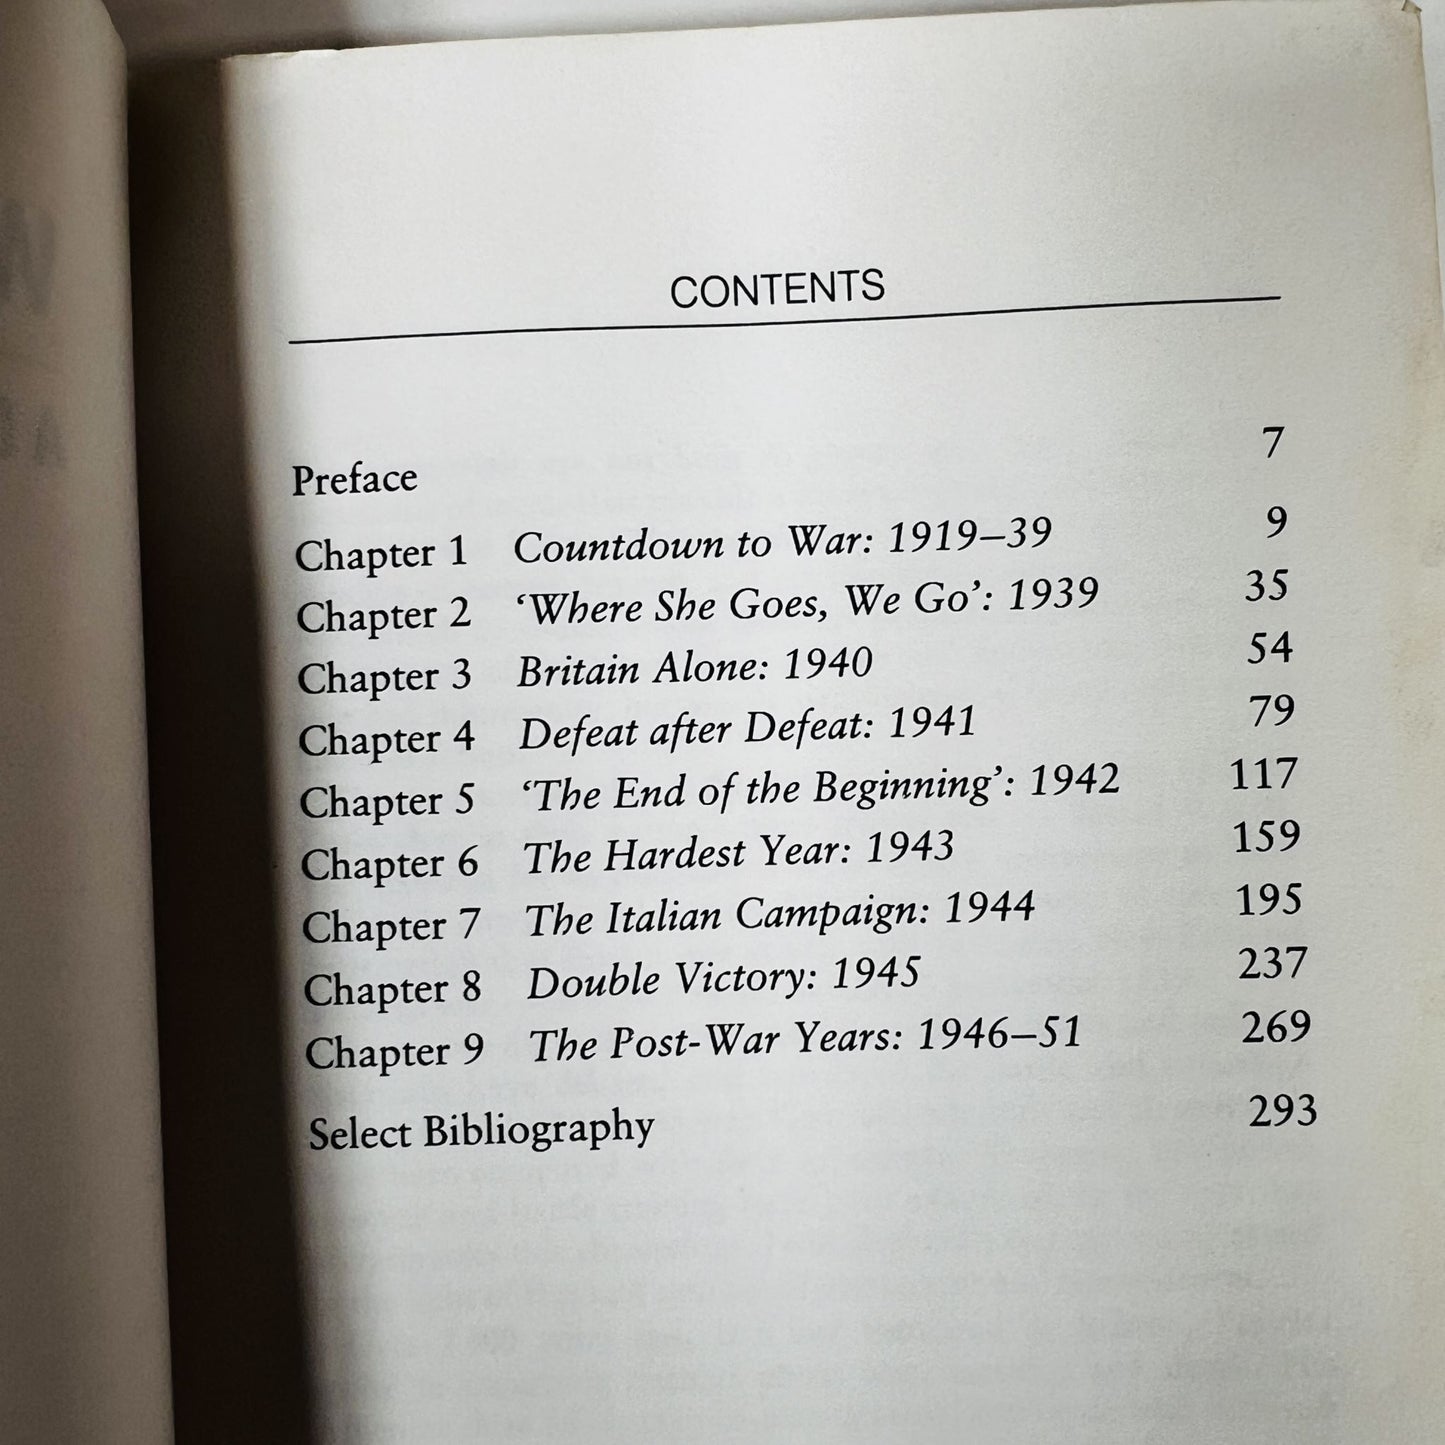 CONTENTS
Preface 7
Chapter 1 Countdown to War: 1919–39 9
Chapter 2 ‘Where She Goes, We Go’: 1939 35
Chapter 3 Britain Alone: 1940 54
Chapter 4 Defeat after Defeat: 1941 79
Chapter 5 ‘The End of the Beginning’: 1942 117
Chapter 6 The Hardest Year: 1943 159
Chapter 7 The Italian Campaign: 1944 195
Chapter 8 Double Victory: 1945 237
Chapter 9 The Post-War Years: 1946–51 269
Select Bibliography 293